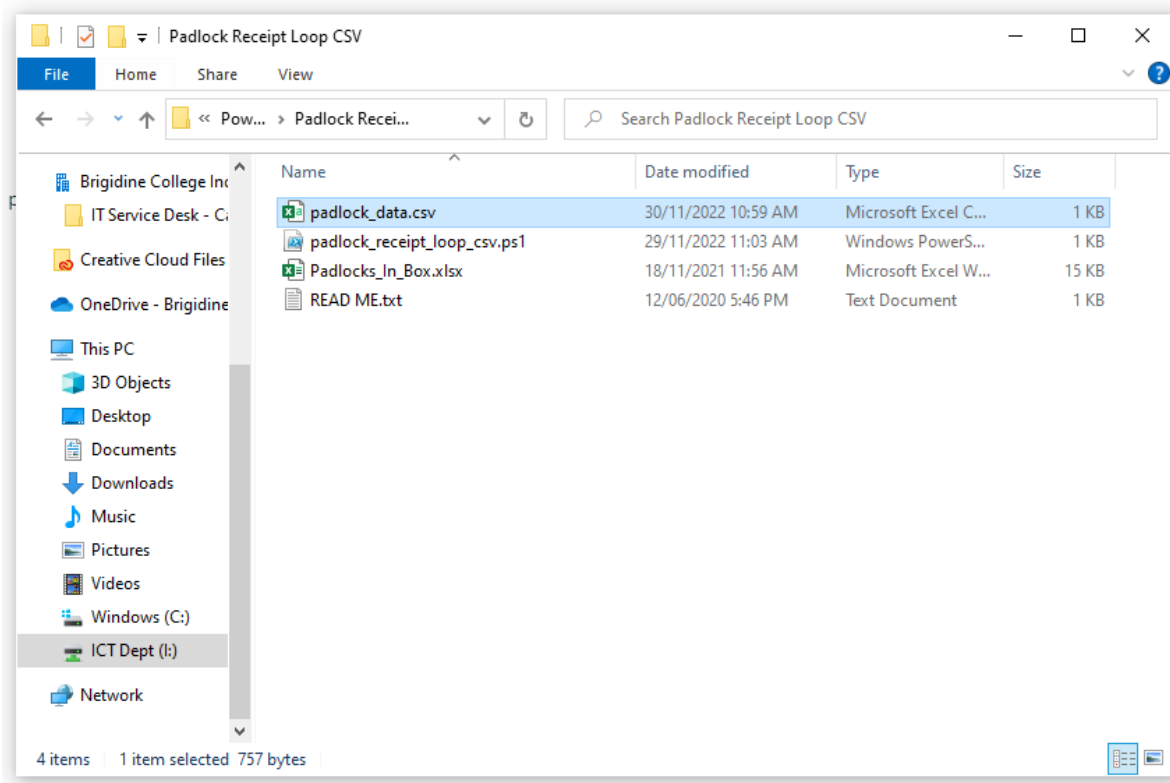 Padlock Receipt Loop CSV
File Home Share View
« Pow... › Padlock Recei... Search Padlock Receipt Loop CSV
Name Date modified Type Size
Brigidine College Inc
IT Service Desk - Ca
Creative Cloud Files
OneDrive - Brigidine
This PC
3D Objects
Desktop
Documents
Downloads
Music
Pictures
Videos
Windows (C:)
ICT Dept (I:)
Network
padlock_data.csv 30/11/2022 10:59 AM Microsoft Excel C... 1 KB
padlock_receipt_loop_csv.ps1 29/11/2022 11:03 AM Windows PowerS... 1 KB
Padlocks_In_Box.xlsx 18/11/2021 11:56 AM Microsoft Excel W... 15 KB
READ ME.txt 12/06/2020 5:46 PM Text Document 1 KB
4 items 1 item selected 757 bytes